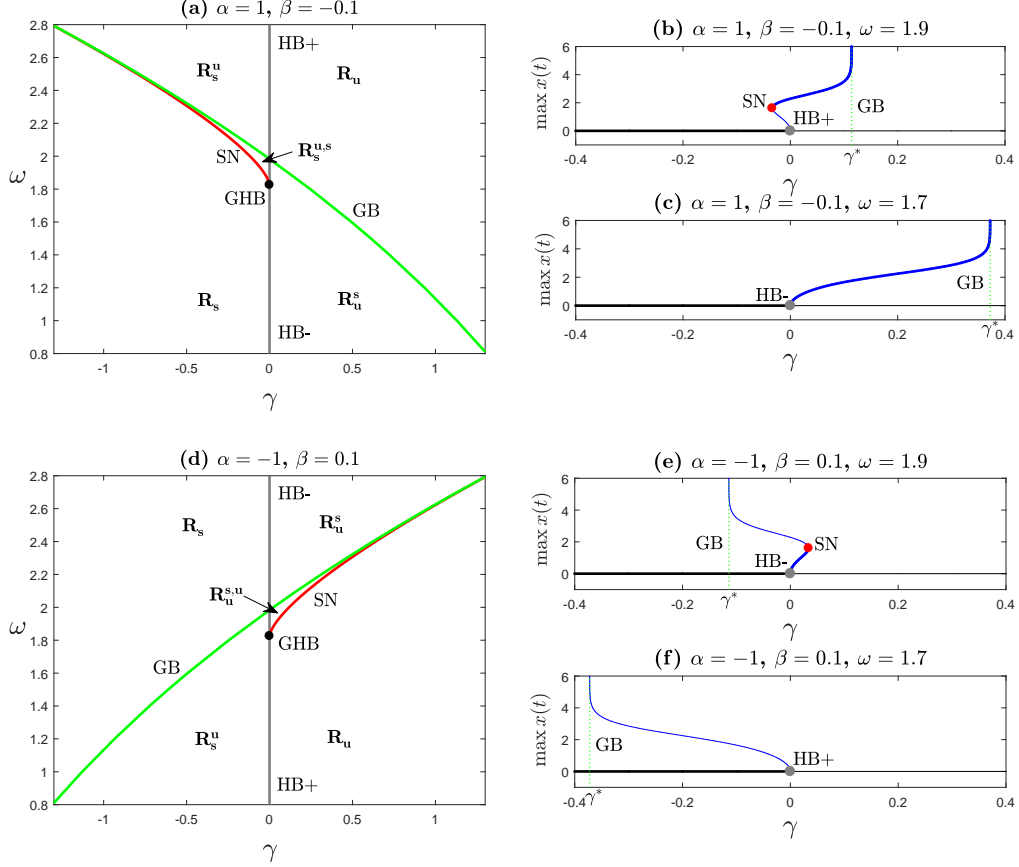 (a) α = 1, β = −0.1
2.8
2.6
2.4
2.2
2
1.8
1.6
1.4
1.2
1
0.8
ω
HB+
R_s^u
R_u
R_s^{u,s}
SN
GHB
GB
R_s
R_u^s
HB-
-1
-0.5
0
0.5
1
γ
(b) α = 1, β = −0.1, ω = 1.9
max x(t)
6
4
2
0
SN
GB
HB+
-0.4
-0.2
0
γ*
0.2
0.4
γ
(c) α = 1, β = −0.1, ω = 1.7
max x(t)
6
4
2
0
HB-
GB
-0.4
-0.2
0
0.2
γ*
0.4
γ
(d) α = −1, β = 0.1
2.8
2.6
2.4
2.2
2
1.8
1.6
1.4
1.2
1
0.8
ω
HB-
R_s
R_u^s
R_u^{s,u}
SN
GHB
GB
R_s^u
R_u
HB+
-1
-0.5
0
0.5
1
γ
(e) α = −1, β = 0.1, ω = 1.9
max x(t)
6
4
2
0
GB
SN
HB-
-0.4
-0.2
γ*
0
0.2
0.4
γ
(f) α = −1, β = 0.1, ω = 1.7
max x(t)
6
4
2
0
GB
HB+
-0.4
γ*
-0.2
0
0.2
0.4
γ